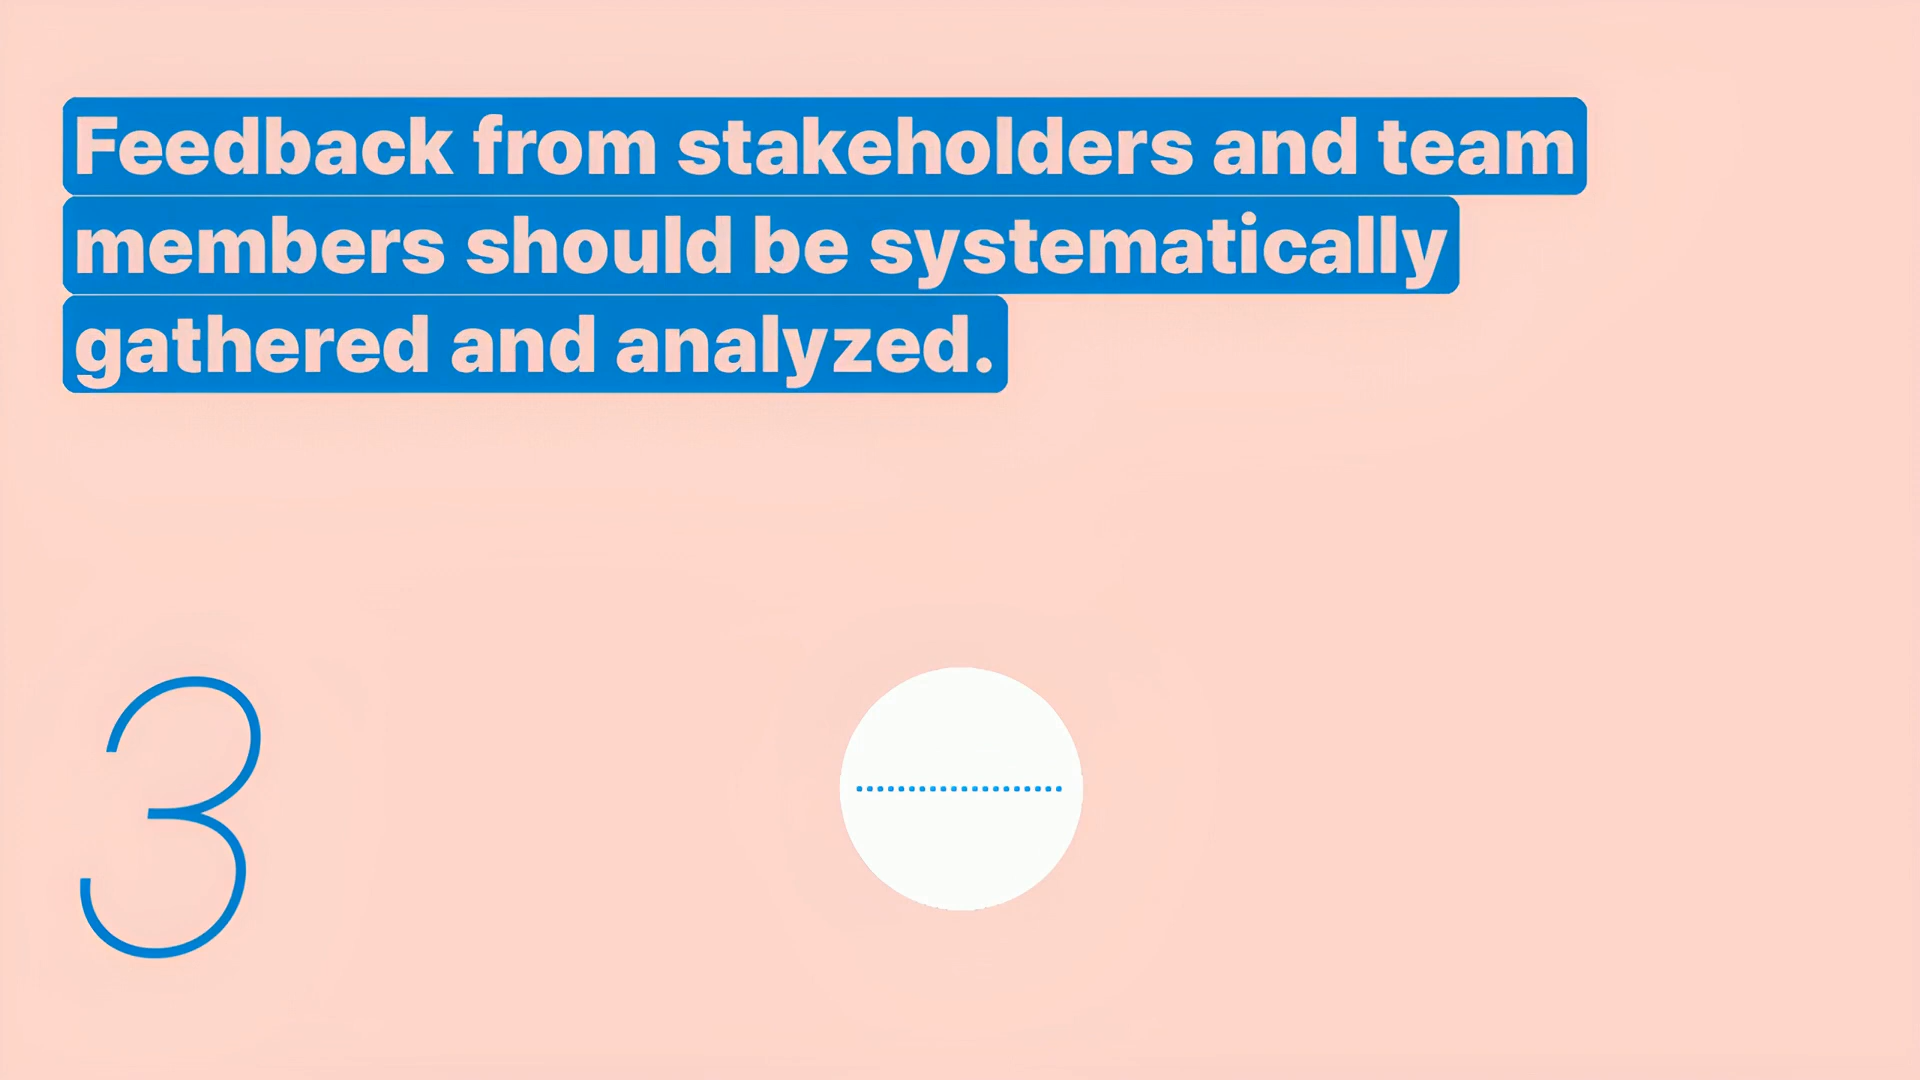 Feedback from stakeholders and team
members should be systematically
gathered and analyzed.
3